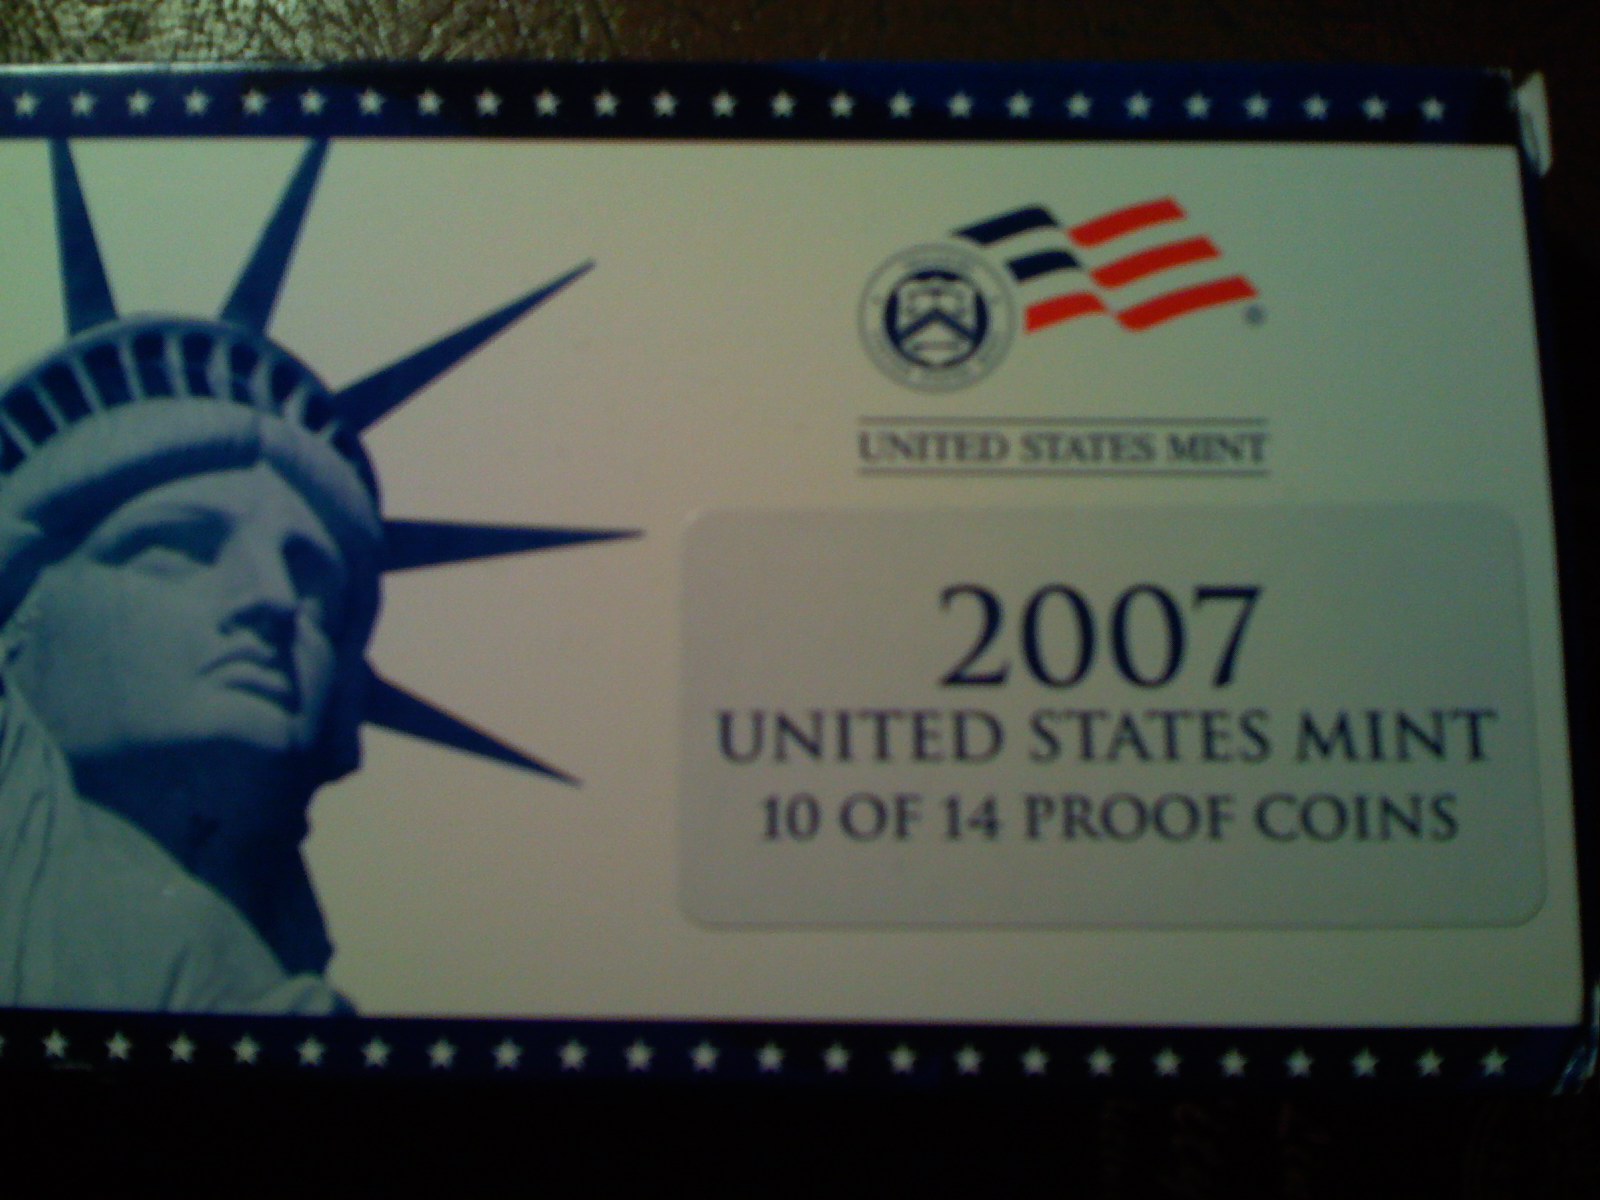 UNITED STATES MINT
2007
UNITED STATES MINT
10 OF 14 PROOF COINS